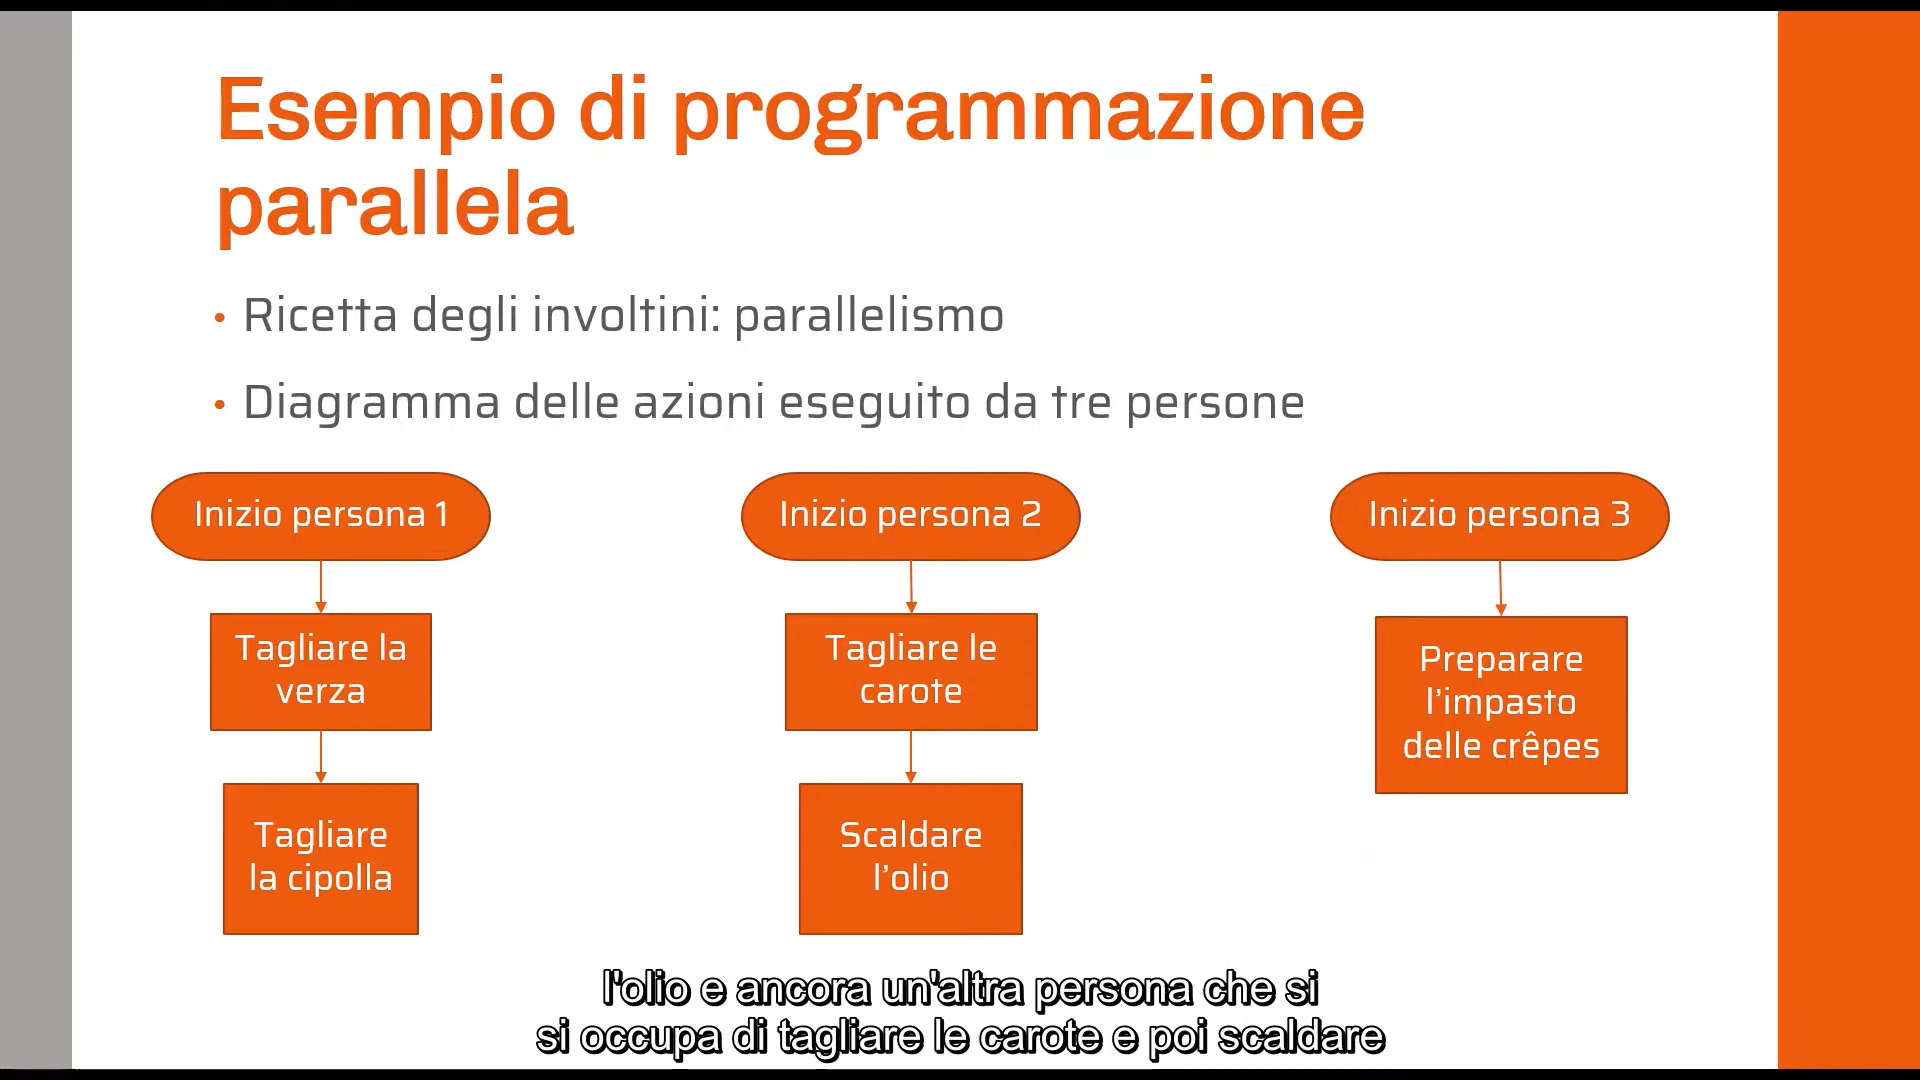 Esempio di programmazione
parallela
• Ricetta degli involtini: parallelismo
• Diagramma delle azioni eseguito da tre persone
Inizio persona 1
Inizio persona 2
Inizio persona 3
Tagliare la
verza
Tagliare le
carote
Preparare
l’impasto
delle crêpes
Tagliare
la cipolla
Scaldare
l’olio
l'olio e ancora un'altra persona che si
si occupa di tagliare le carote e poi scaldare